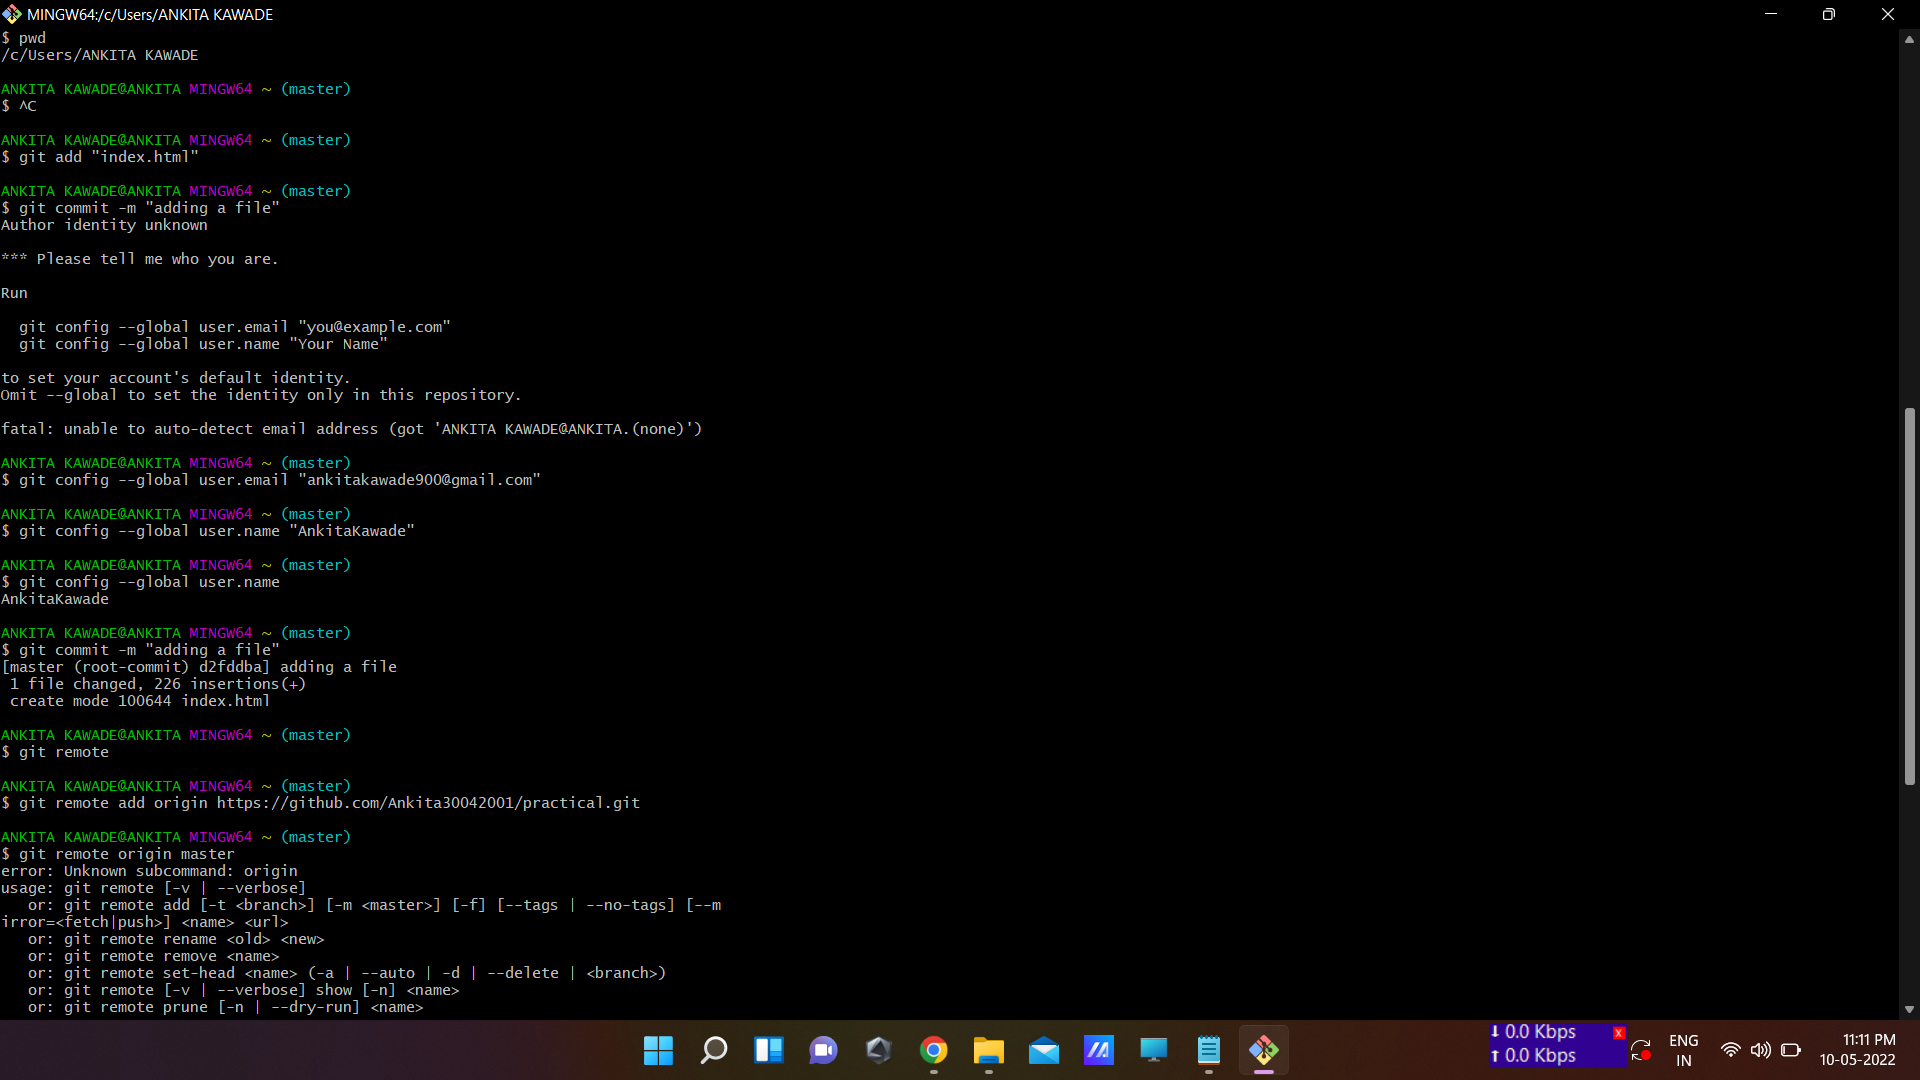 MINGW64:/c/Users/ANKITA KAWADE
$ pwd
/c/Users/ANKITA KAWADE
ANKITA KAWADE@ANKITA MINGW64 ~ (master)
$ ^C
ANKITA KAWADE@ANKITA MINGW64 ~ (master)
$ git add "index.html"
ANKITA KAWADE@ANKITA MINGW64 ~ (master)
$ git commit -m "adding a file"
Author identity unknown
*** Please tell me who you are.
Run
git config --global user.email "you@example.com"
git config --global user.name "Your Name"
to set your account's default identity.
Omit --global to set the identity only in this repository.
fatal: unable to auto-detect email address (got 'ANKITA KAWADE@ANKITA.(none)')
ANKITA KAWADE@ANKITA MINGW64 ~ (master)
$ git config --global user.email "ankitakawade900@gmail.com"
ANKITA KAWADE@ANKITA MINGW64 ~ (master)
$ git config --global user.name "AnkitaKawade"
ANKITA KAWADE@ANKITA MINGW64 ~ (master)
$ git config --global user.name
AnkitaKawade
ANKITA KAWADE@ANKITA MINGW64 ~ (master)
$ git commit -m "adding a file"
[master (root-commit) d2fddba] adding a file
1 file changed, 226 insertions(+)
create mode 100644 index.html
ANKITA KAWADE@ANKITA MINGW64 ~ (master)
$ git remote
ANKITA KAWADE@ANKITA MINGW64 ~ (master)
$ git remote add origin https://github.com/Ankita30042001/practical.git
ANKITA KAWADE@ANKITA MINGW64 ~ (master)
$ git remote origin master
error: Unknown subcommand: origin
usage: git remote [-v | --verbose]
or: git remote add [-t <branch>] [-m <master>] [-f] [--tags | --no-tags] [--m
irror=<fetch|push>] <name> <url>
or: git remote rename <old> <new>
or: git remote remove <name>
or: git remote set-head <name> (-a | --auto | -d | --delete | <branch>)
or: git remote [-v | --verbose] show [-n] <name>
or: git remote prune [-n | --dry-run] <name>
↓ 0.0 Kbps
x
↑ 0.0 Kbps
ENG
IN
11:11 PM
10-05-2022